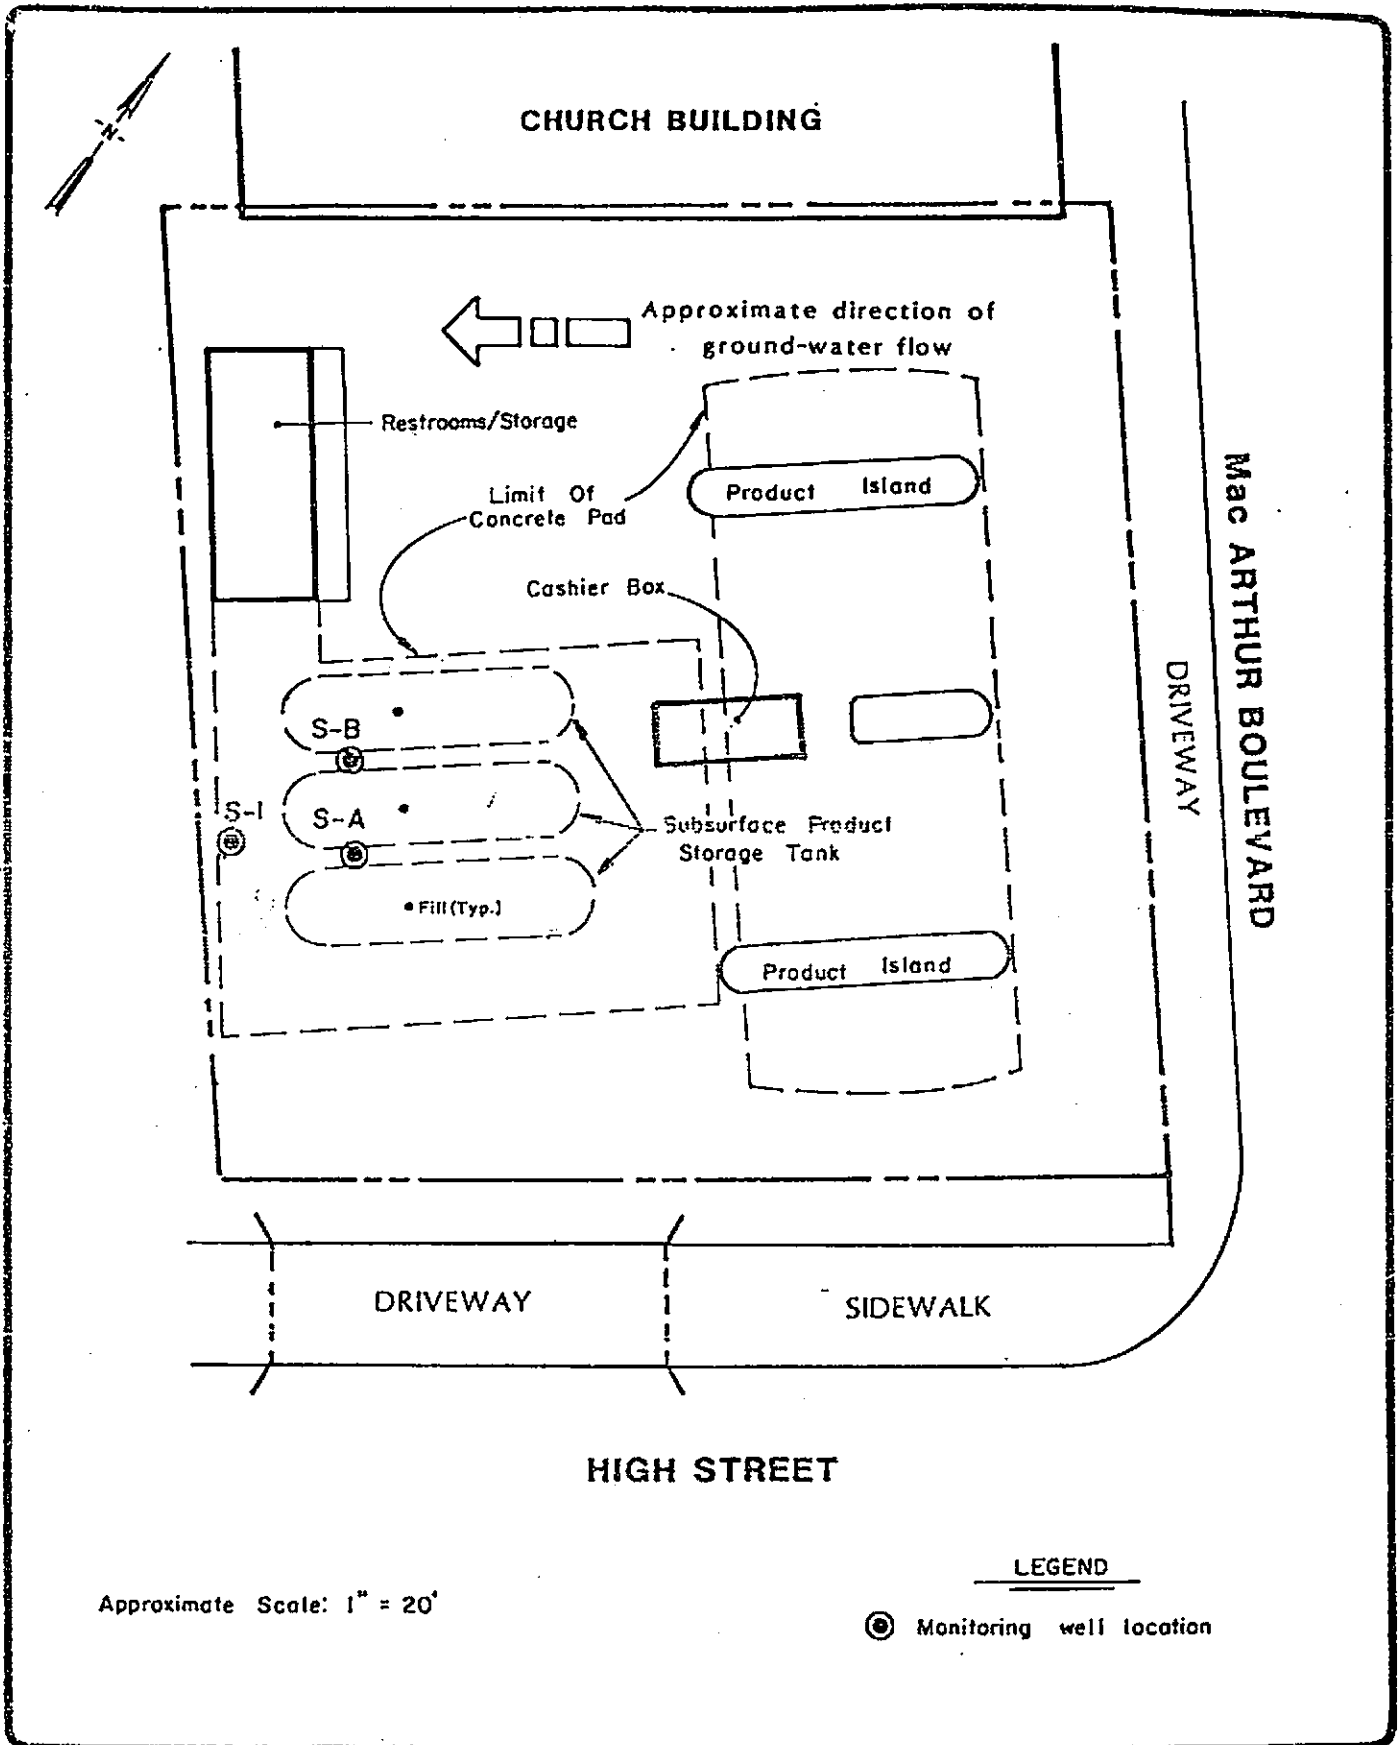 CHURCH BUILDING
-N-
Approximate direction of
ground-water flow
Restrooms/Storage
Limit Of
Concrete Pad
Product Island
Cashier Box
Mac ARTHUR BOULEVARD
DRIVEWAY
S-B
S-1
S-A
Subsurface Product
Storage Tank
Fill (Typ.)
Product Island
DRIVEWAY
SIDEWALK
HIGH STREET
LEGEND
Approximate Scale: 1" = 20'
Monitoring well location